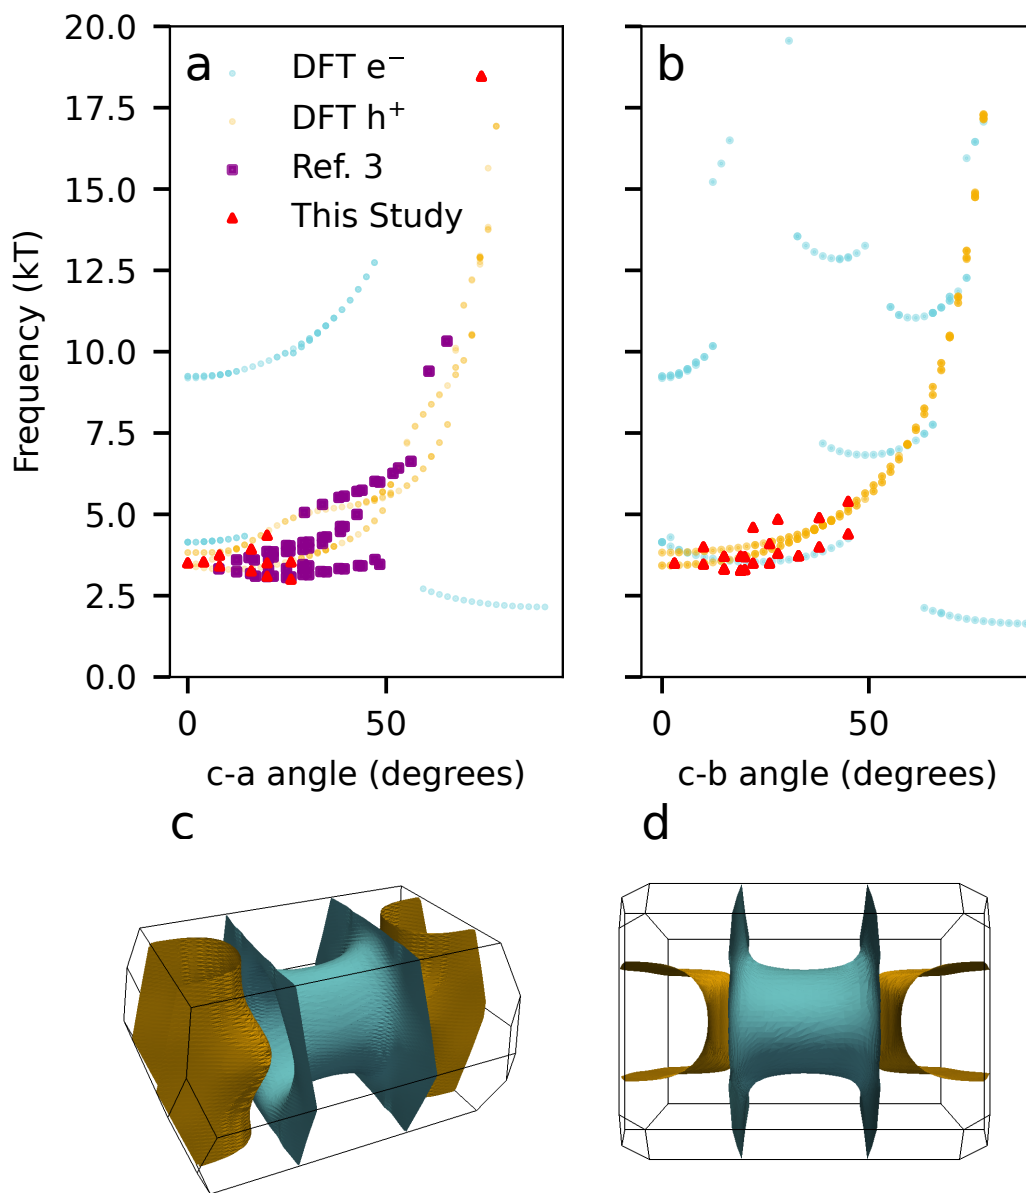 a
b
DFT e⁻
DFT h⁺
Ref. 3
This Study
Frequency (kT)
20.0
17.5
15.0
12.5
10.0
7.5
5.0
2.5
0.0
0
50
0
50
c-a angle (degrees)
c-b angle (degrees)
c
d